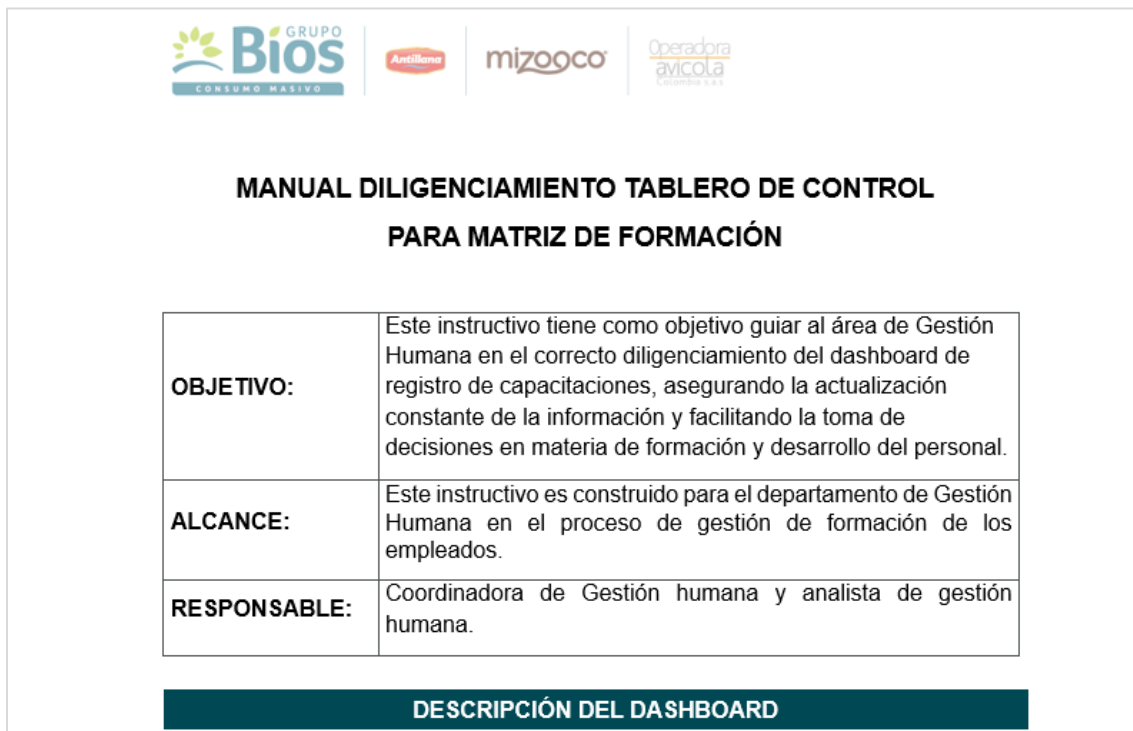 GRUPO
Bios
CONSUMO MASIVO
Antillana
mizooco
Operadora
avícola
Colombia s.a.s
MANUAL DILIGENCIAMIENTO TABLERO DE CONTROL
PARA MATRIZ DE FORMACIÓN
OBJETIVO:
Este instructivo tiene como objetivo guiar al área de Gestión
Humana en el correcto diligenciamiento del dashboard de
registro de capacitaciones, asegurando la actualización
constante de la información y facilitando la toma de
decisiones en materia de formación y desarrollo del personal.
ALCANCE:
Este instructivo es construido para el departamento de Gestión
Humana en el proceso de gestión de formación de los
empleados.
RESPONSABLE:
Coordinadora de Gestión humana y analista de gestión
humana.
DESCRIPCIÓN DEL DASHBOARD